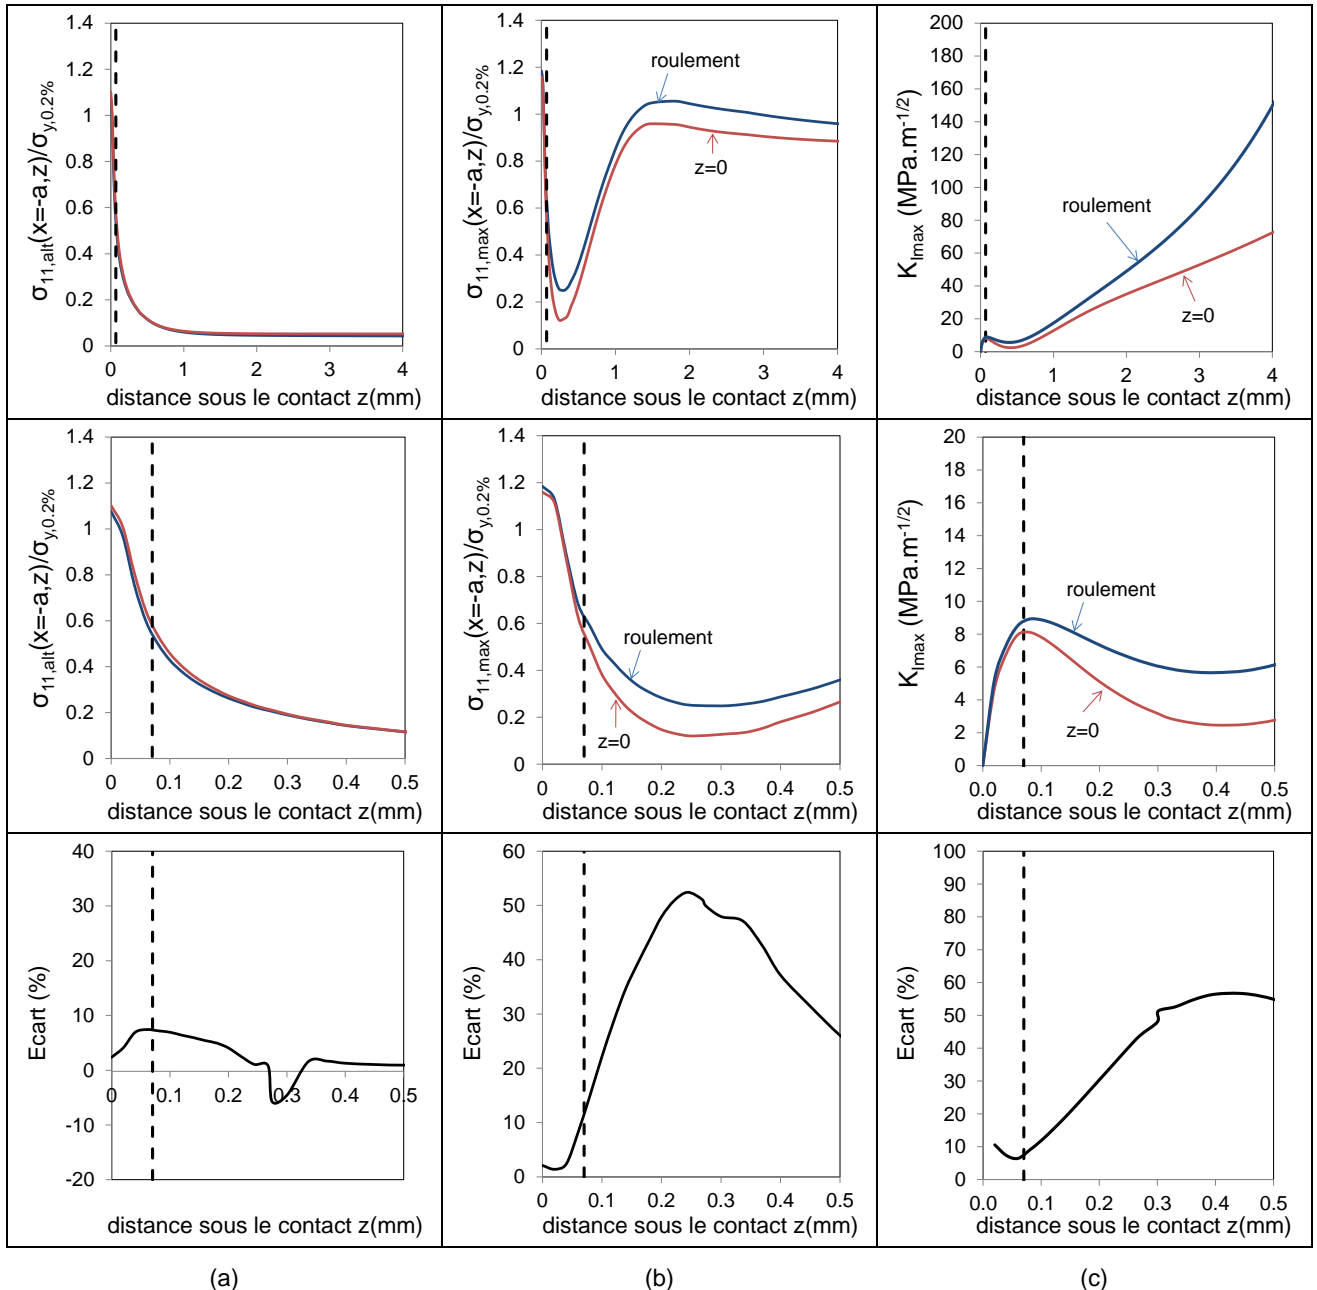 1.4
1.2
1
0.8
0.6
0.4
0.2
0
0 1 2 3 4
σ11,alt(x=-a,z)/σy,0.2%
distance sous le contact z(mm)
1.4
1.2
1
0.8
0.6
0.4
0.2
0
0 1 2 3 4
σ11,max(x=-a,z)/σy,0.2%
roulement
z=0
distance sous le contact z(mm)
200
180
160
140
120
100
80
60
40
20
0
0 1 2 3 4
KImax (MPa.m-1/2)
roulement
z=0
distance sous le contact z(mm)
1.4
1.2
1
0.8
0.6
0.4
0.2
0
0 0.1 0.2 0.3 0.4 0.5
σ11,alt(x=-a,z)/σy,0.2%
distance sous le contact z(mm)
1.4
1.2
1
0.8
0.6
0.4
0.2
0
0 0.1 0.2 0.3 0.4 0.5
σ11,max(x=-a,z)/σy,0.2%
roulement
z=0
distance sous le contact z(mm)
20
18
16
14
12
10
8
6
4
2
0
0.0 0.1 0.2 0.3 0.4 0.5
KImax (MPa.m-1/2)
roulement
z=0
distance sous le contact z(mm)
40
30
20
10
0
-10
-20
0 0.1 0.2 0.3 0.4 0.5
Ecart (%)
distance sous le contact z(mm)
60
50
40
30
20
10
0
0 0.1 0.2 0.3 0.4 0.5
Ecart (%)
distance sous le contact z(mm)
100
90
80
70
60
50
40
30
20
10
0
0.0 0.1 0.2 0.3 0.4 0.5
Ecart (%)
distance sous le contact z(mm)
(a) (b) (c)